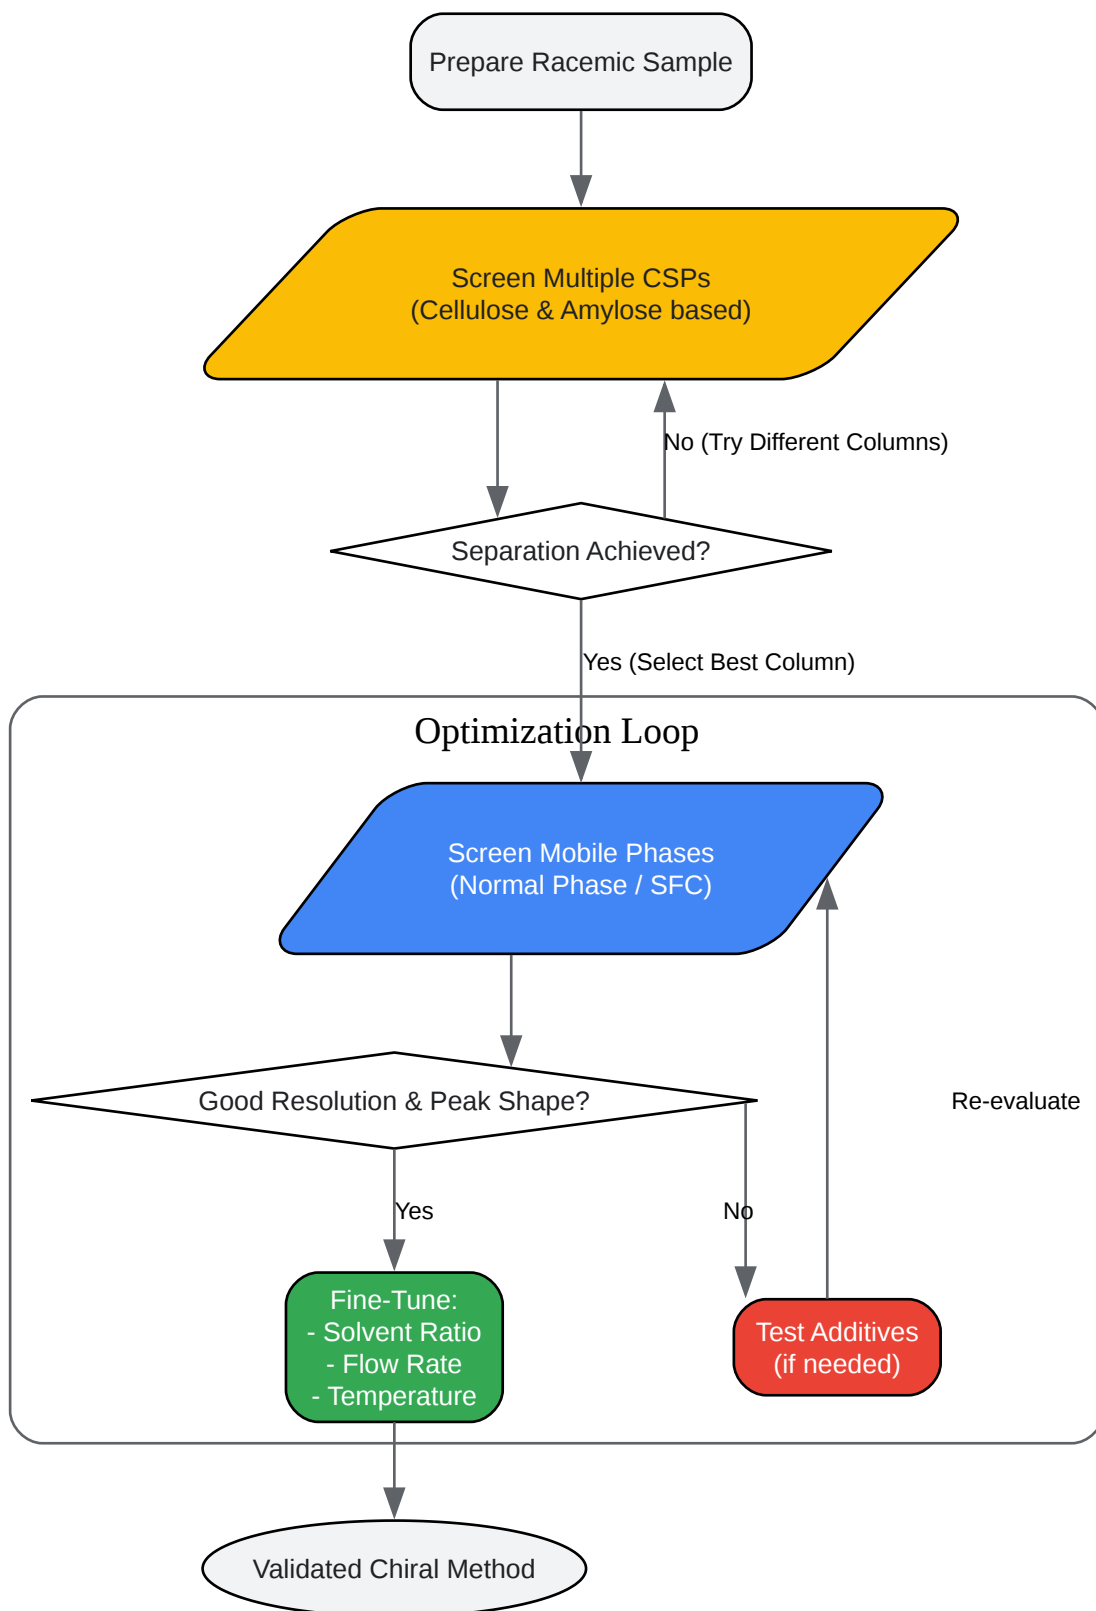 Prepare Racemic Sample
Screen Multiple CSPs
(Cellulose & Amylose based)
No (Try Different Columns)
Separation Achieved?
Yes (Select Best Column)
Optimization Loop
Screen Mobile Phases
(Normal Phase / SFC)
Good Resolution & Peak Shape?
Re-evaluate
Yes
No
Fine-Tune:
- Solvent Ratio
- Flow Rate
- Temperature
Test Additives
(if needed)
Validated Chiral Method